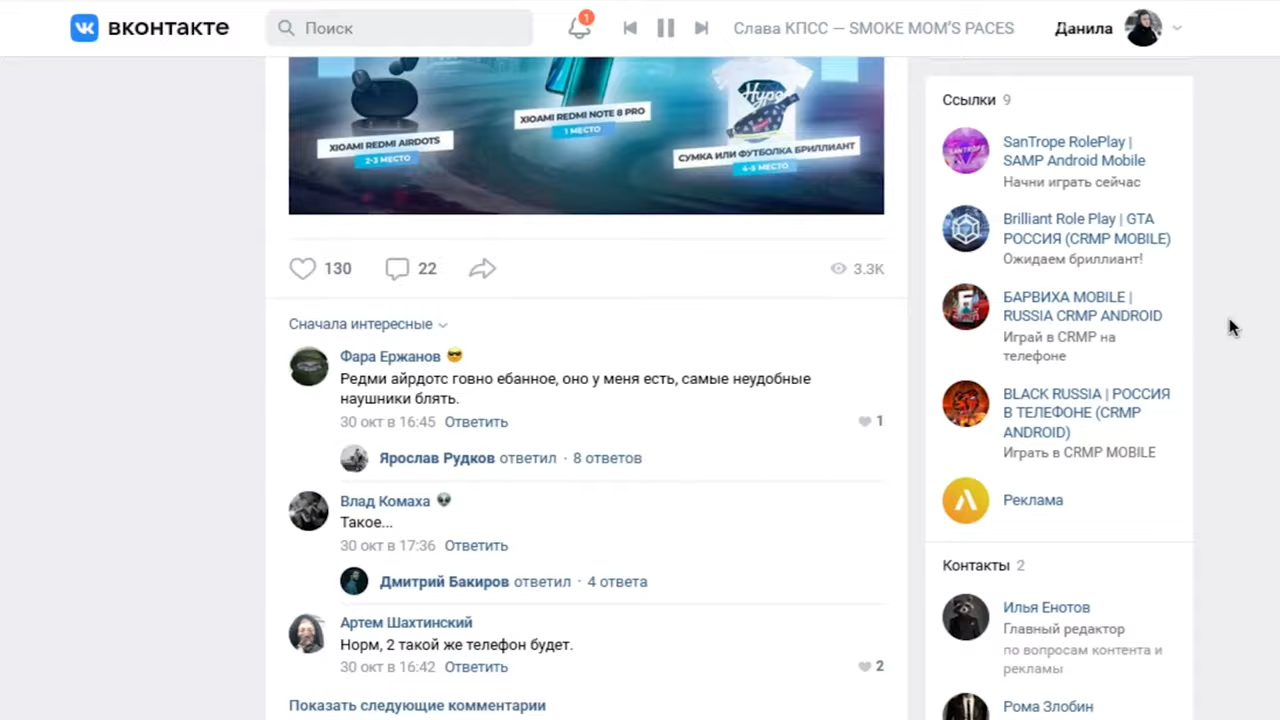 вконтакте
Поиск
1
Слава КПСС — SMOKE MOM'S PACES
Данила
Hype
XIOAMI REDMI AIRDOTS
2-3 МЕСТО
XIOAMI REDMI NOTE 8 PRO
1 МЕСТО
СУМКА ИЛИ ФУТБОЛКА БРИЛЛИАНТ
4-5 МЕСТО
130
22
3.3K
Сначала интересные
Фара Ержанов 😎
Редми айрдотс говно ебанное, оно у меня есть, самые неудобные
наушники блять.
30 окт в 16:45 Ответить
1
Ярослав Рудков ответил · 8 ответов
Влад Комаха 👽
Такое...
30 окт в 17:36 Ответить
Дмитрий Бакиров ответил · 4 ответа
Артем Шахтинский
Норм, 2 такой же телефон будет.
30 окт в 16:42 Ответить
2
Показать следующие комментарии
Ссылки 9
SanTrope RolePlay |
SAMP Android Mobile
Начни играть сейчас
Brilliant Role Play | GTA
РОССИЯ (CRMP MOBILE)
Ожидаем бриллиант!
БАРВИХА MOBILE |
RUSSIA CRMP ANDROID
Играй в CRMP на
телефоне
BLACK RUSSIA | РОССИЯ
В ТЕЛЕФОНЕ (CRMP
ANDROID)
Играть в CRMP MOBILE
Реклама
Контакты 2
Илья Енотов
Главный редактор
по вопросам контента и
рекламы
Рома Злобин